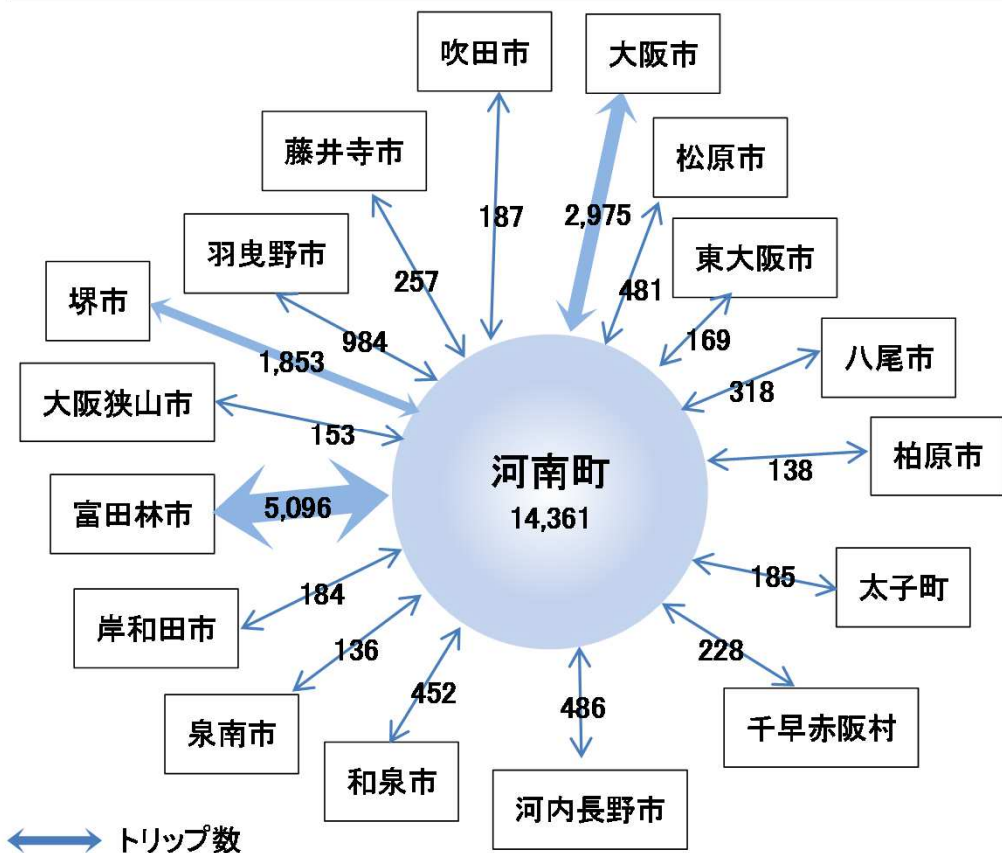 吹田市
大阪市
藤井寺市
松原市
187
2,975
羽曳野市
東大阪市
257
481
堺市
984
169
1,853
八尾市
318
大阪狭山市
153
河南町
14,361
138
柏原市
富田林市
5,096
185
太子町
184
岸和田市
136
228
452
486
泉南市
千早赤阪村
和泉市
河内長野市
トリップ数